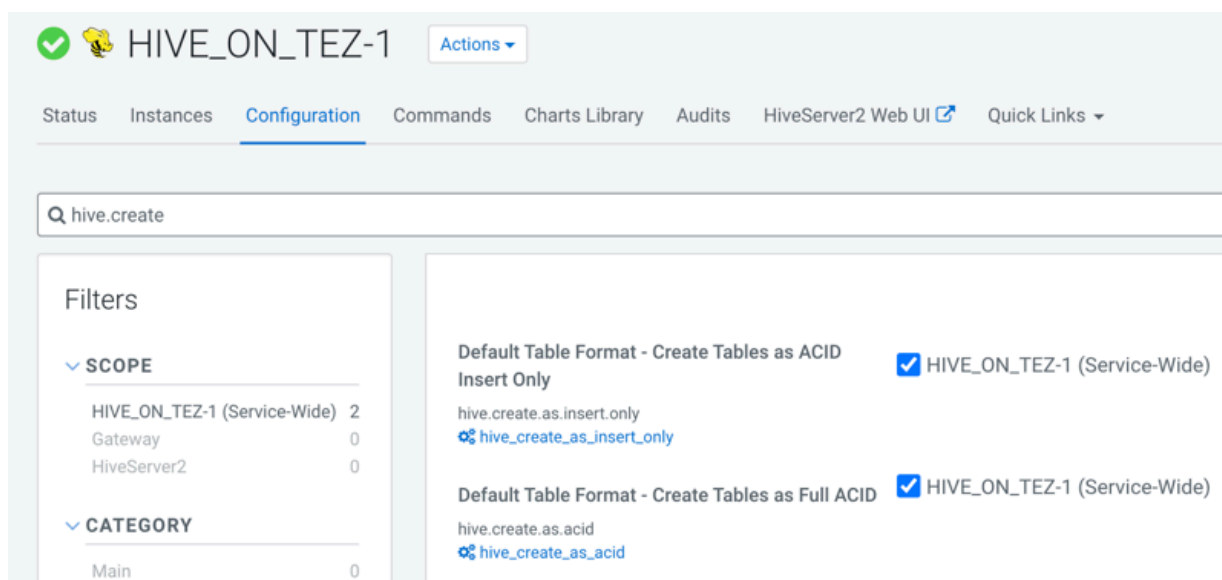 HIVE_ON_TEZ-1 Actions
Status Instances Configuration Commands Charts Library Audits HiveServer2 Web UI Quick Links
hive.create
Filters
SCOPE
HIVE_ON_TEZ-1 (Service-Wide) 2
Gateway 0
HiveServer2 0
CATEGORY
Main 0
Default Table Format - Create Tables as ACID
Insert Only
hive.create.as.insert.only
hive_create_as_insert_only
HIVE_ON_TEZ-1 (Service-Wide)
Default Table Format - Create Tables as Full ACID
hive.create.as.acid
hive_create_as_acid
HIVE_ON_TEZ-1 (Service-Wide)